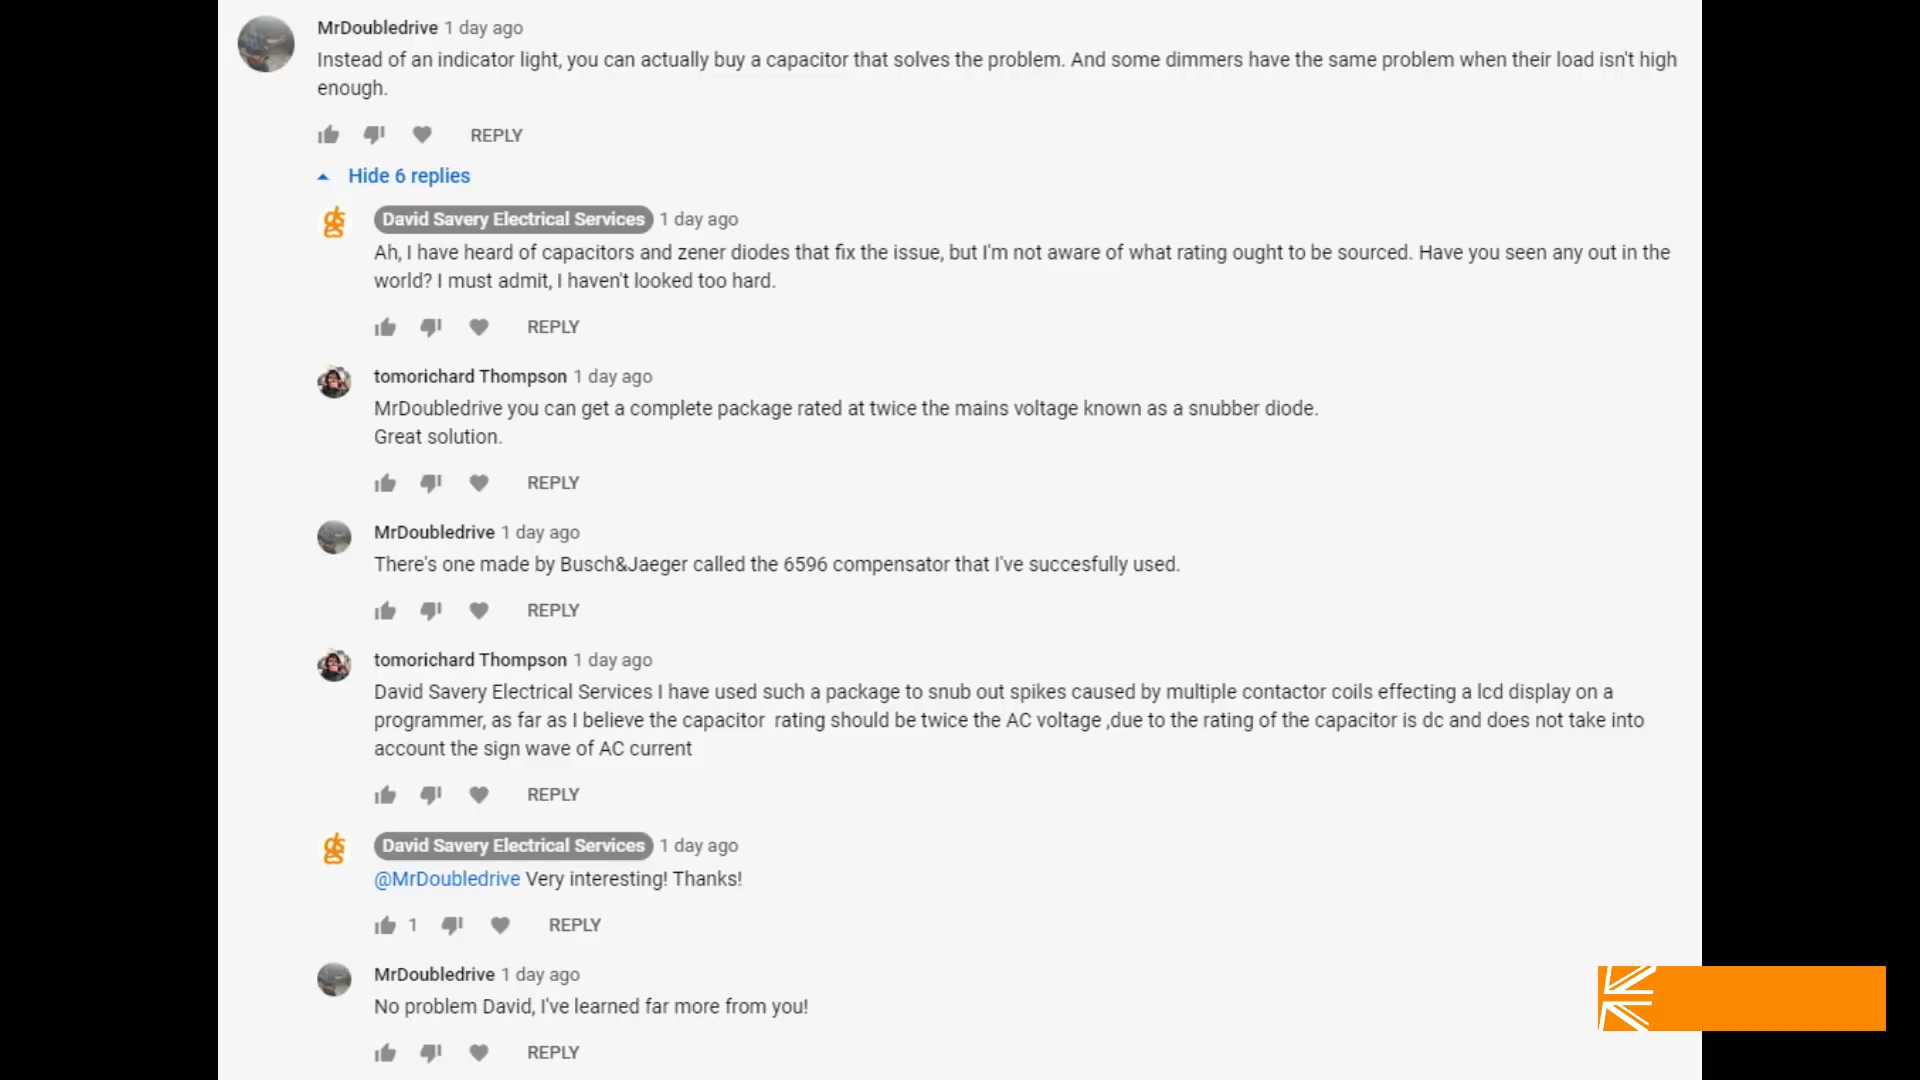 MrDoubledrive 1 day ago
Instead of an indicator light, you can actually buy a capacitor that solves the problem. And some dimmers have the same problem when their load isn't high
enough.
REPLY
Hide 6 replies
David Savery Electrical Services 1 day ago
Ah, I have heard of capacitors and zener diodes that fix the issue, but I'm not aware of what rating ought to be sourced. Have you seen any out in the
world? I must admit, I haven't looked too hard.
REPLY
tomorichard Thompson 1 day ago
MrDoubledrive you can get a complete package rated at twice the mains voltage known as a snubber diode.
Great solution.
REPLY
MrDoubledrive 1 day ago
There's one made by Busch&Jaeger called the 6596 compensator that I've succesfully used.
REPLY
tomorichard Thompson 1 day ago
David Savery Electrical Services I have used such a package to snub out spikes caused by multiple contactor coils effecting a lcd display on a
programmer, as far as I believe the capacitor  rating should be twice the AC voltage ,due to the rating of the capacitor is dc and does not take into
account the sign wave of AC current
REPLY
David Savery Electrical Services 1 day ago
@MrDoubledrive Very interesting! Thanks!
1 REPLY
MrDoubledrive 1 day ago
No problem David, I've learned far more from you!
REPLY